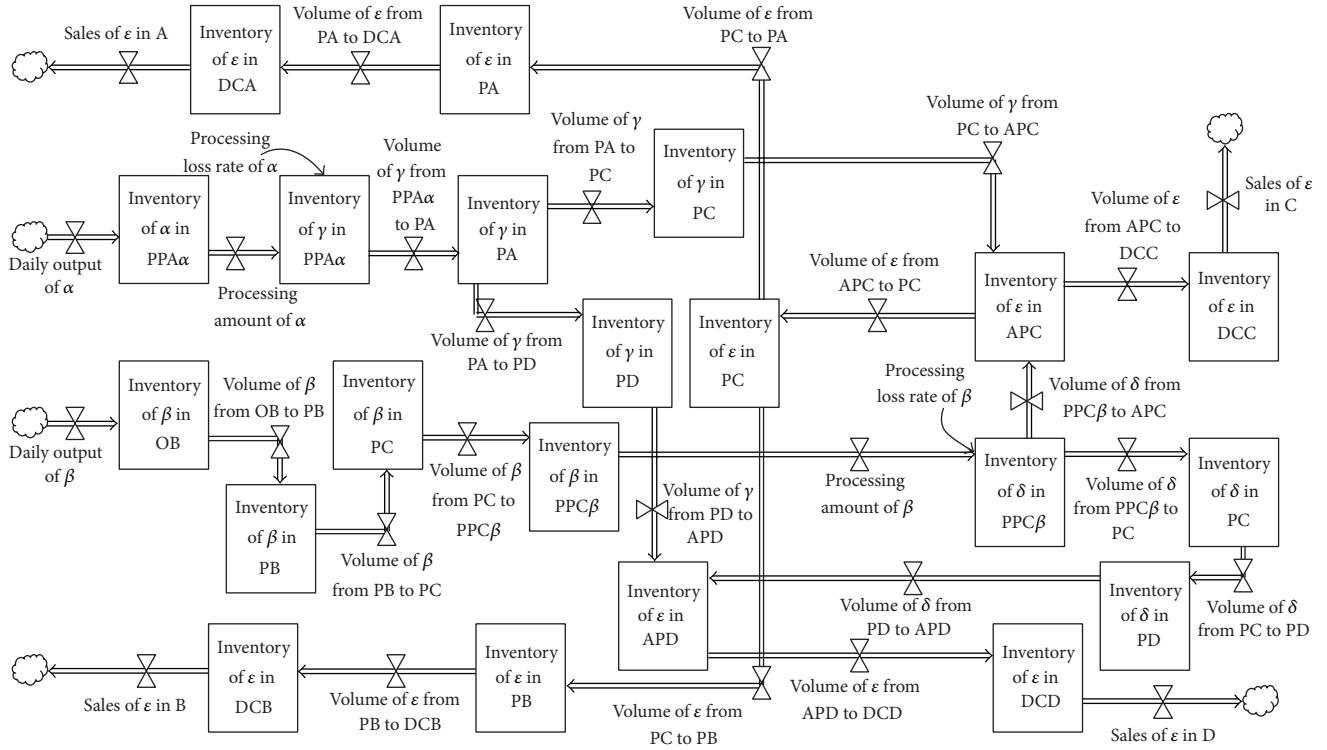 Sales of ε in A
Inventory
of ε in
DCA
Volume of ε from
PA to DCA
Inventory
of ε in
PA
Volume of ε from
PC to PA
Processing
loss rate of α
Volume
of γ from
PPAα
to PA
Volume of γ
from PA to
PC
Inventory
of γ in
PC
Volume of γ from
PC to APC
Daily output
of α
Inventory
of α in
PPAα
Processing
amount of α
Inventory
of γ in
PPAα
Inventory
of γ in
PA
Volume of ε
from APC to
DCC
Sales of ε
in C
Volume of γ from
PA to PD
Inventory
of γ in
PD
Inventory
of ε in
PC
Volume of ε from
APC to PC
Inventory
of ε in
APC
Inventory
of ε in
DCC
Daily output
of β
Inventory
of β in
OB
Volume of β
from OB to PB
Inventory
of β in
PC
Processing
loss rate of β
Volume of δ from
PPCβ to APC
Inventory
of β in
PB
Volume of β
from PB to PC
Volume of β
from PC to
PPCβ
Inventory
of β in
PPCβ
Volume of γ
from PD to
APD
Processing
amount of β
Inventory
of δ in
PPCβ
Volume of δ
from PPCβ to
PC
Inventory
of δ in
PC
Inventory
of ε in
APD
Volume of δ from
PD to APD
Inventory
of δ in
PD
Volume of δ
from PC to PD
Sales of ε in B
Inventory
of ε in
DCB
Volume of ε from
PB to DCB
Inventory
of ε in
PB
Volume of ε from
PC to PB
Volume of ε from
APD to DCD
Inventory
of ε in
DCD
Sales of ε in D